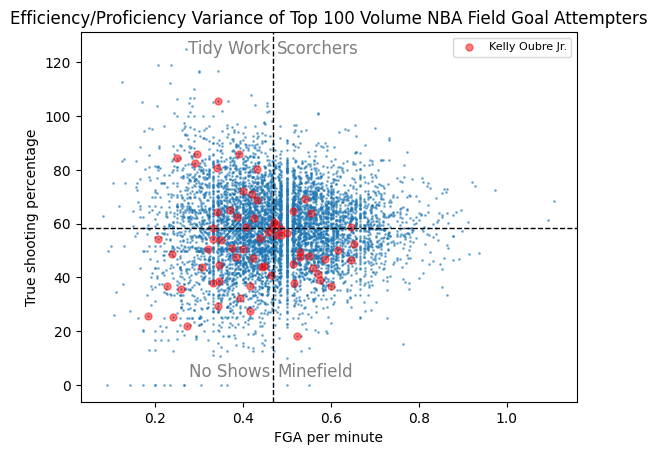 Efficiency/Proficiency Variance of Top 100 Volume NBA Field Goal Attempters
Tidy Work Scorchers
Kelly Oubre Jr.
120
100
80
60
40
20
0
True shooting percentage
No Shows Minefield
0.2 0.4 0.6 0.8 1.0
FGA per minute